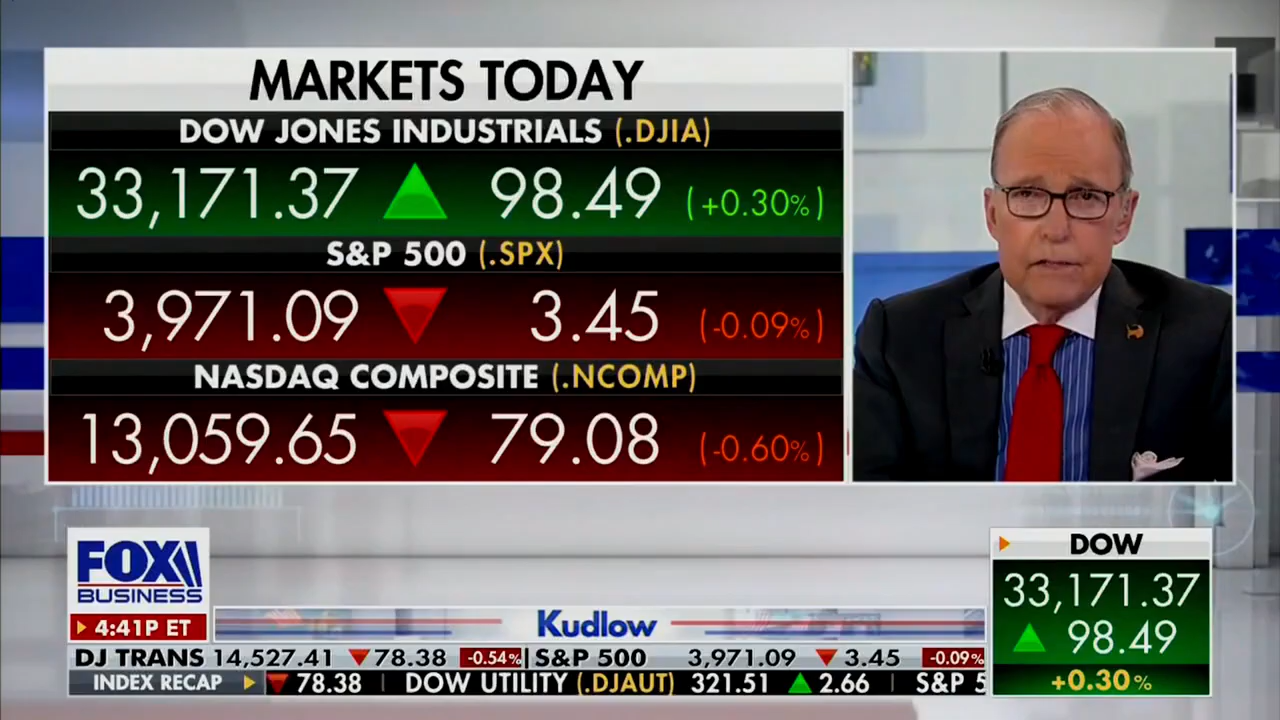 MARKETS TODAY
DOW JONES INDUSTRIALS (.DJIA)
33,171.37 ▲ 98.49 (+0.30%)
S&P 500 (.SPX)
3,971.09 ▼ 3.45 (-0.09%)
NASDAQ COMPOSITE (.NCOMP)
13,059.65 ▼ 79.08 (-0.60%)
FOX
BUSINESS
4:41P ET
Kudlow
DJ TRANS 14,527.41 ▼78.38 -0.54% S&P 500 3,971.09 ▼3.45 -0.09%
INDEX RECAP ▼78.38 | DOW UTILITY (.DJAUT) 321.51 ▲2.66 | S&P 5
DOW
33,171.37
▲ 98.49
+0.30%